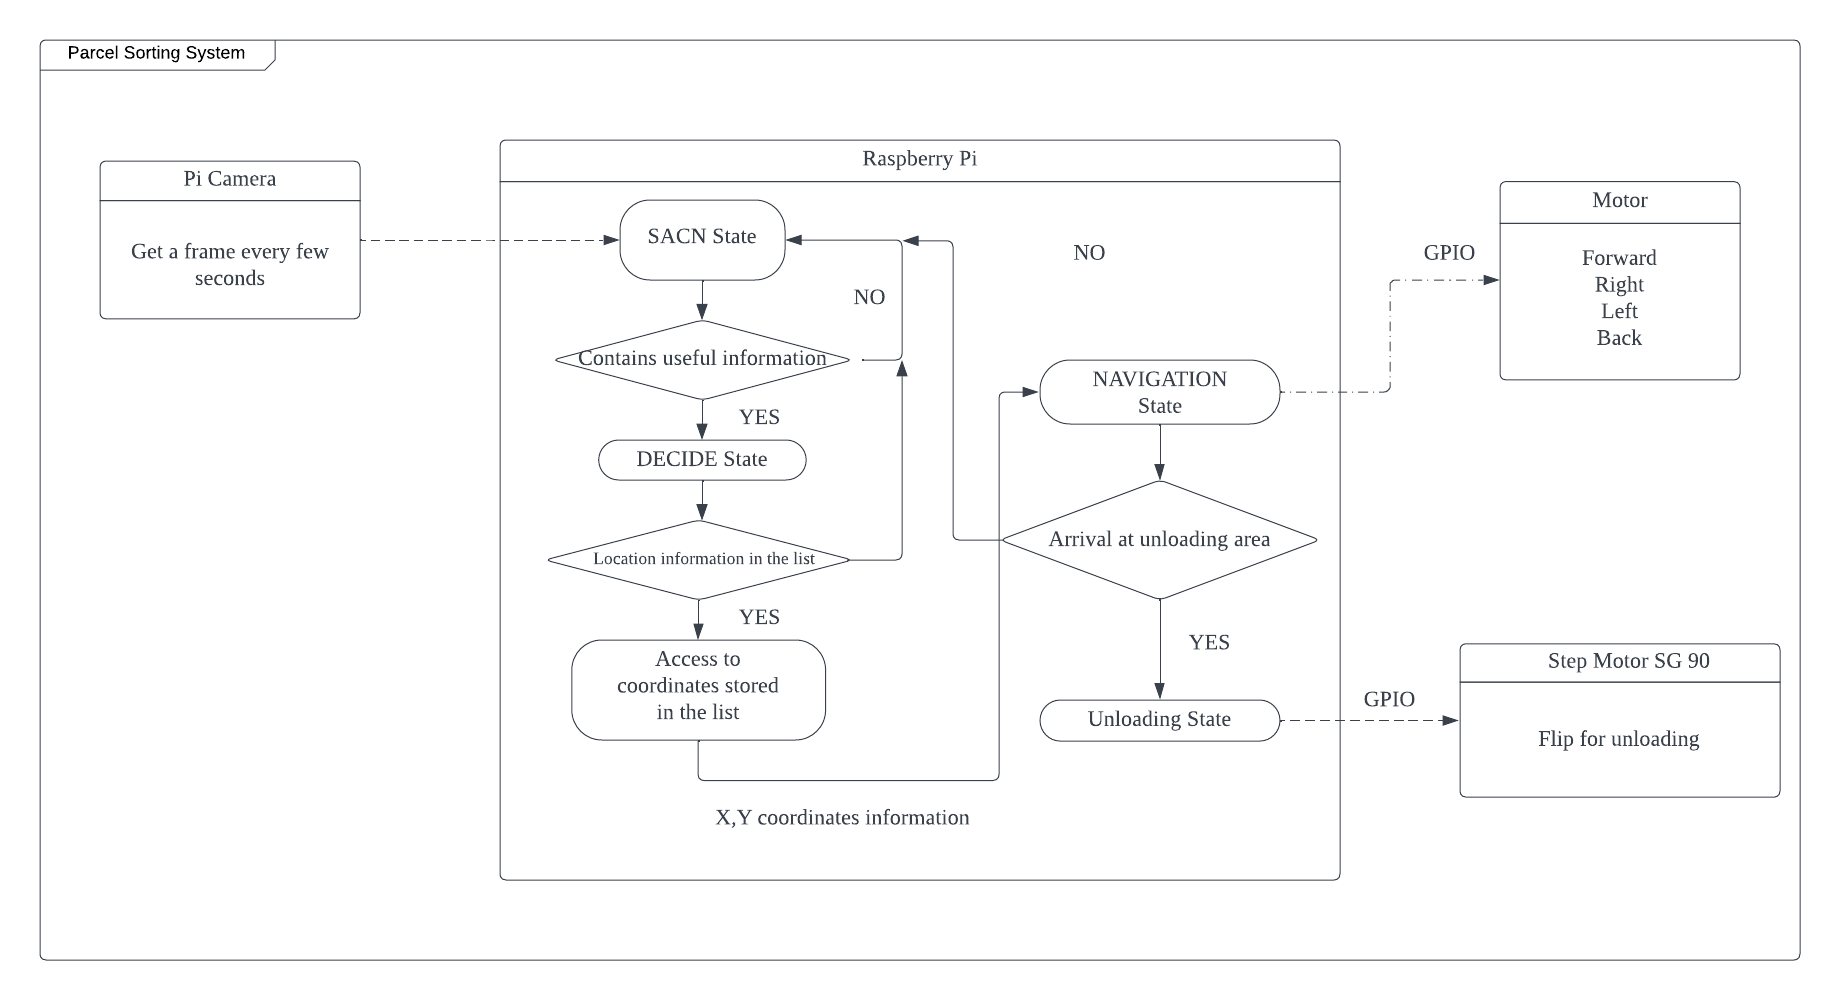 Parcel Sorting System
Pi Camera
Get a frame every few
seconds
Raspberry Pi
SACN State
NO
Contains useful information
YES
DECIDE State
Location information in the list
YES
Access to
coordinates stored
in the list
X,Y coordinates information
NO
NAVIGATION
State
Arrival at unloading area
YES
Unloading State
GPIO
Motor
Forward
Right
Left
Back
GPIO
Step Motor SG 90
Flip for unloading